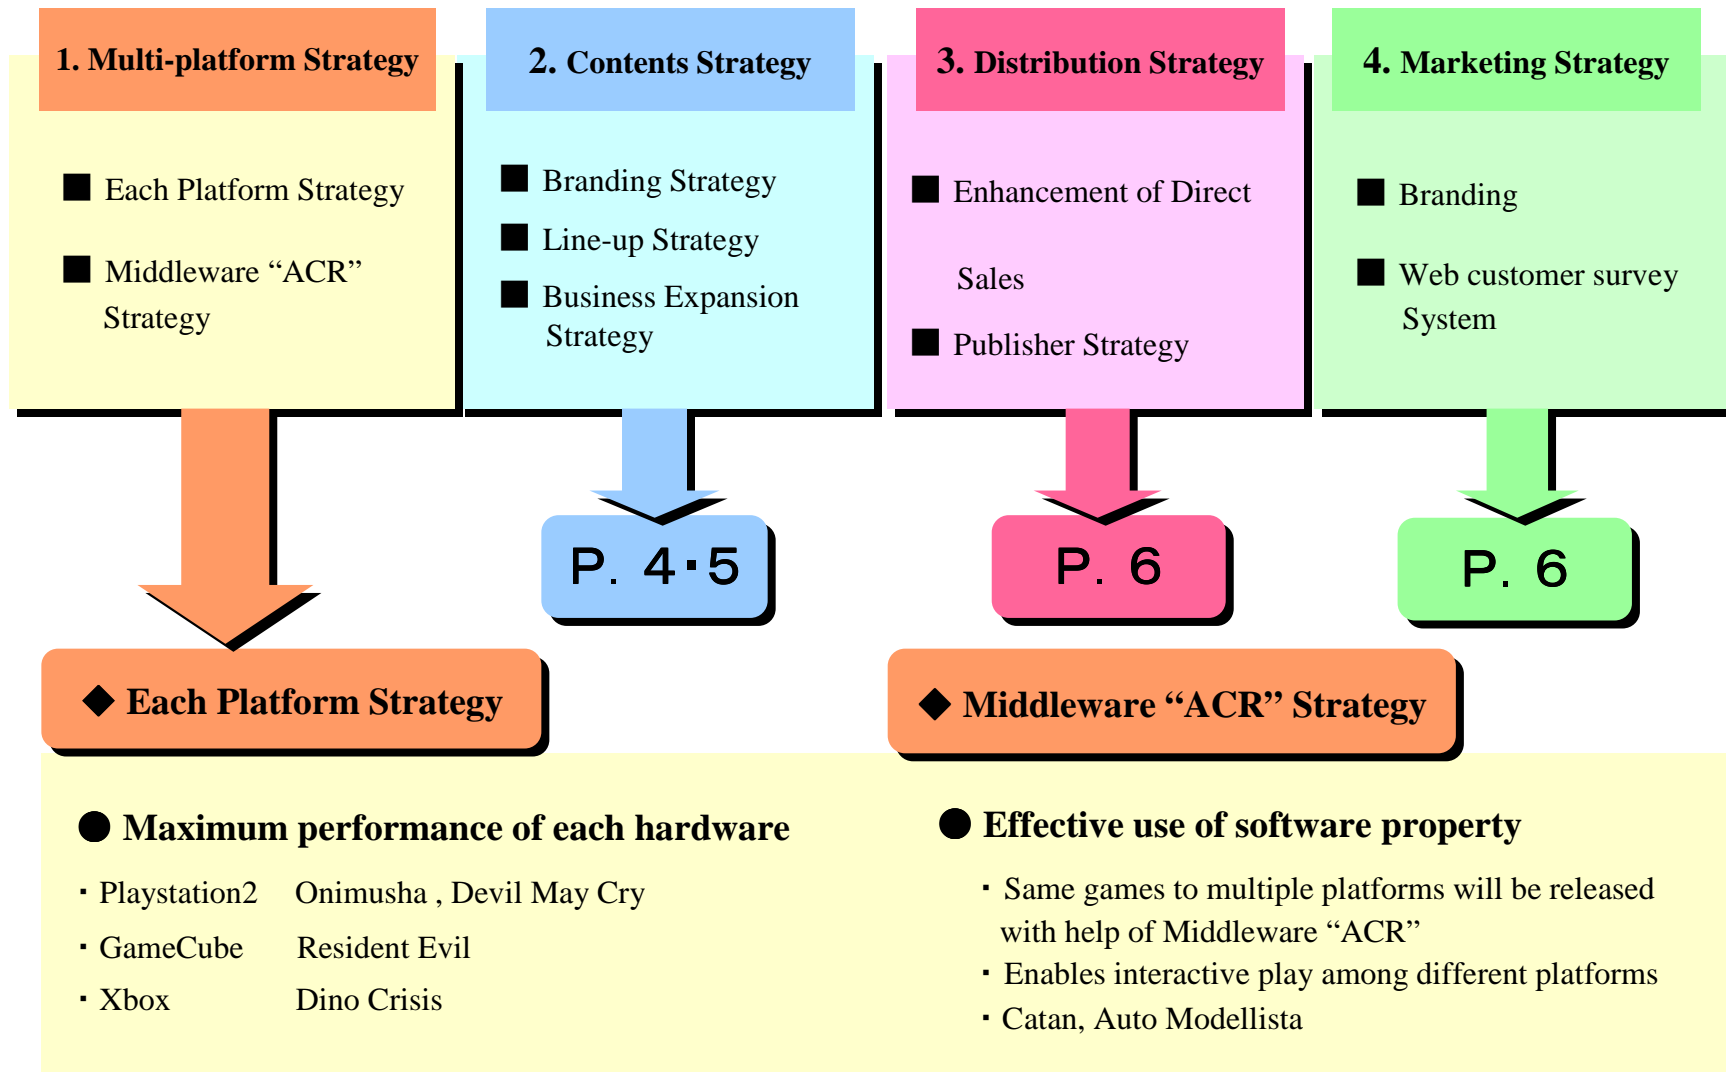 1. Multi-platform Strategy
■ Each Platform Strategy
■ Middleware “ACR”
Strategy
2. Contents Strategy
■ Branding Strategy
■ Line-up Strategy
■ Business Expansion
Strategy
3. Distribution Strategy
■ Enhancement of Direct
Sales
■ Publisher Strategy
4. Marketing Strategy
■ Branding
■ Web customer survey
System
P. 4・5
P. 6
P. 6
◆ Each Platform Strategy
● Maximum performance of each hardware
・Playstation2 Onimusha , Devil May Cry
・GameCube Resident Evil
・Xbox Dino Crisis
◆ Middleware “ACR” Strategy
● Effective use of software property
・Same games to multiple platforms will be released
with help of Middleware “ACR”
・Enables interactive play among different platforms
・Catan, Auto Modellista